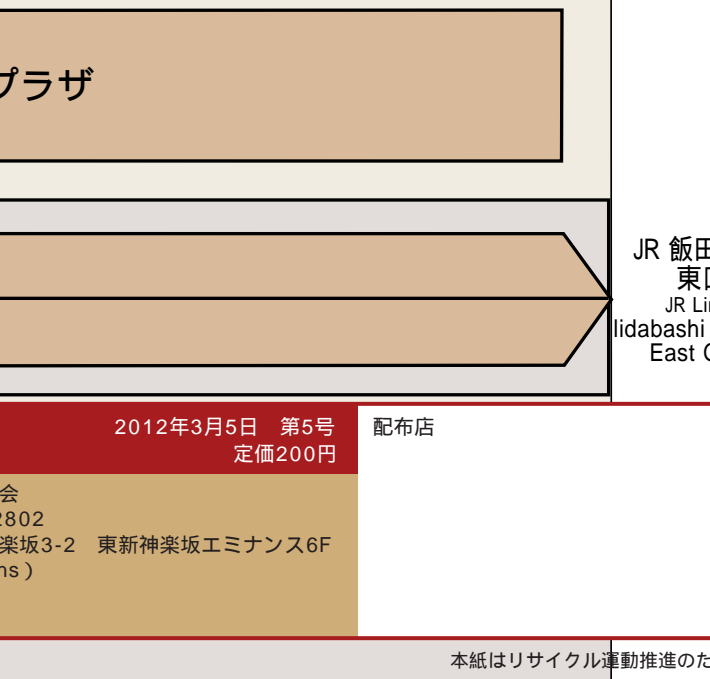 プラザ
JR 飯田
東口
JR Li
Iidabashi
East
2012年3月5日　第5号
定価200円
配布店
会
2802
楽坂3-2　東新神楽坂エミナンス6F
ns）
本紙はリサイクル運動推進のた